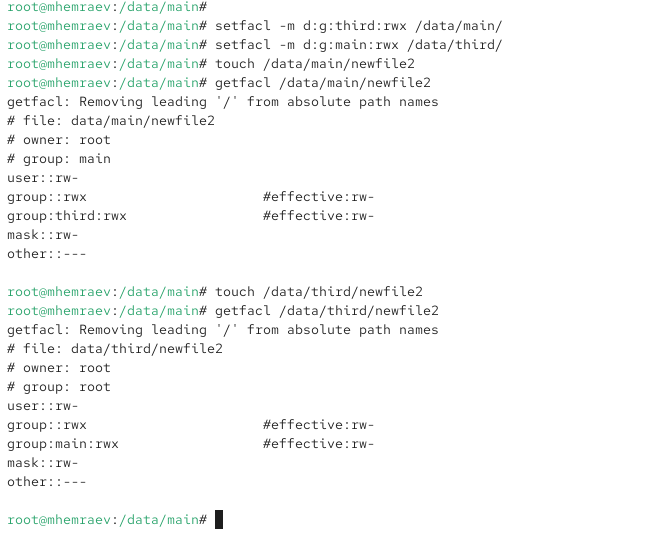 root@mhemraev:/data/main#
root@mhemraev:/data/main# setfacl -m d:g:third:rwx /data/main/
root@mhemraev:/data/main# setfacl -m d:g:main:rwx /data/third/
root@mhemraev:/data/main# touch /data/main/newfile2
root@mhemraev:/data/main# getfacl /data/main/newfile2
getfacl: Removing leading '/' from absolute path names
# file: data/main/newfile2
# owner: root
# group: main
user::rw-
group::rwx                      #effective:rw-
group:third:rwx                 #effective:rw-
mask::rw-
other::---

root@mhemraev:/data/main# touch /data/third/newfile2
root@mhemraev:/data/main# getfacl /data/third/newfile2
getfacl: Removing leading '/' from absolute path names
# file: data/third/newfile2
# owner: root
# group: root
user::rw-
group::rwx                      #effective:rw-
group:main:rwx                  #effective:rw-
mask::rw-
other::---

root@mhemraev:/data/main#